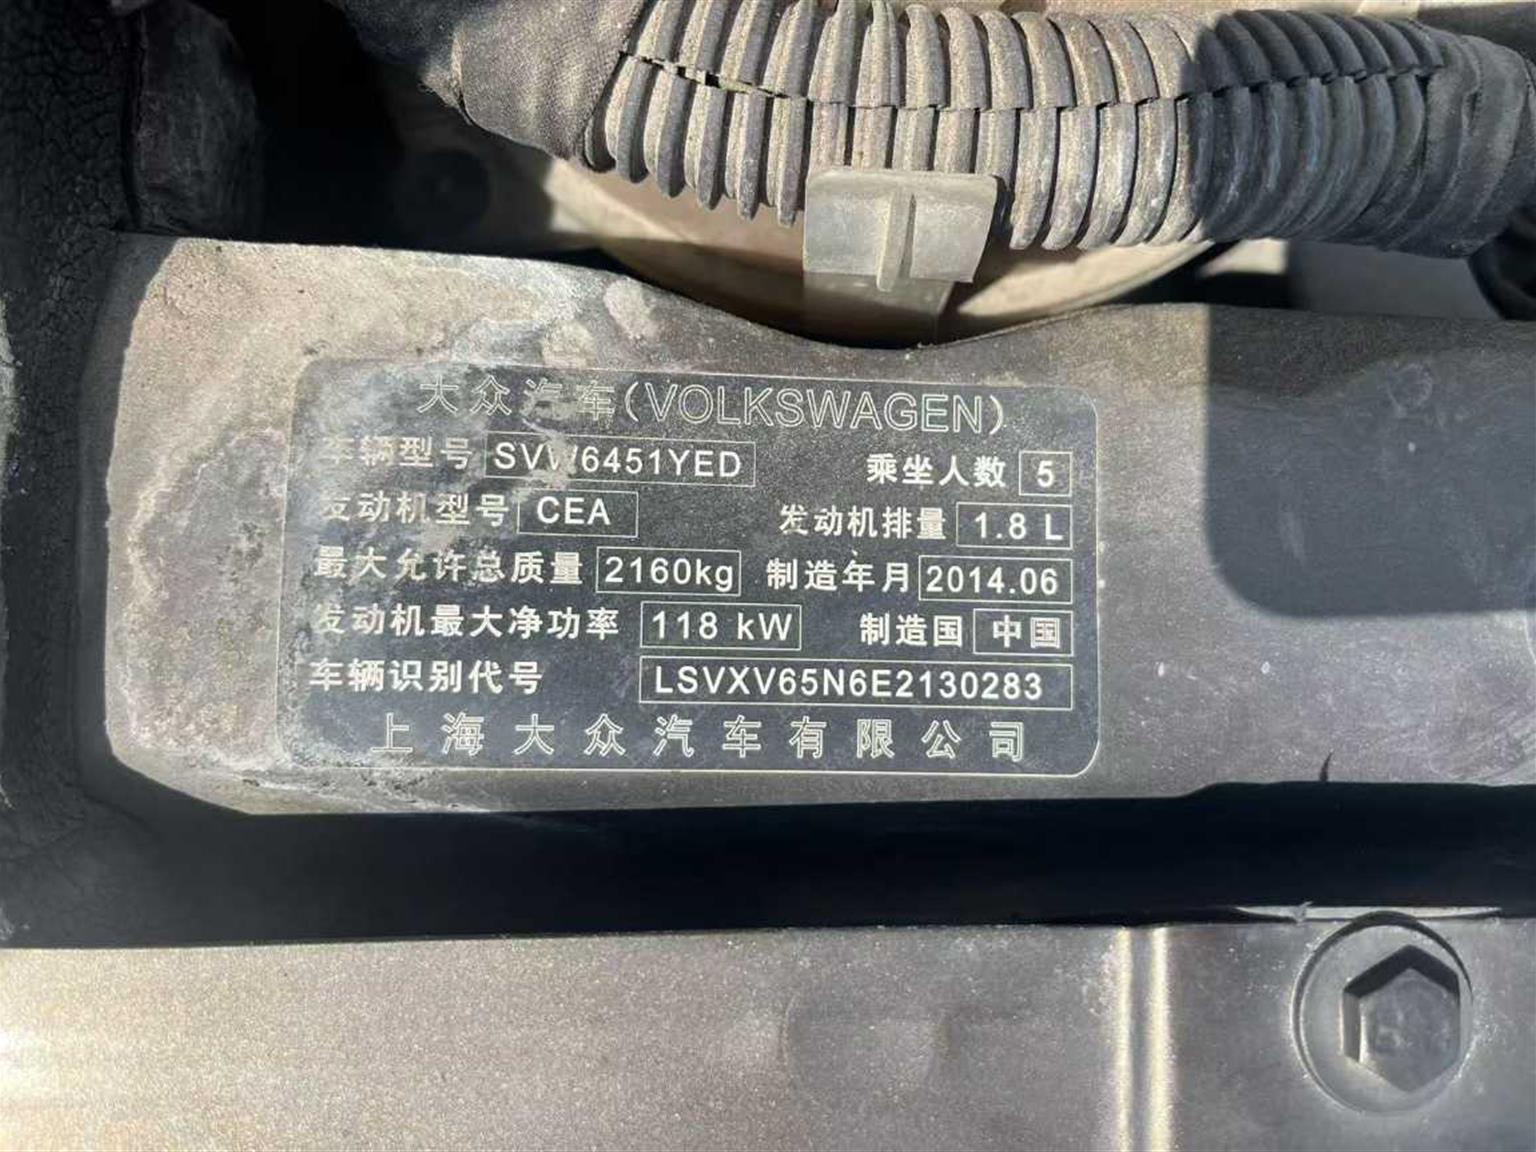 大众汽车(VOLKSWAGEN)
车辆型号 SVW6451YED 乘坐人数 5
发动机型号 CEA 发动机排量 1.8 L
最大允许总质量 2160kg 制造年月 2014.06
发动机最大净功率 118 kW 制造国 中国
车辆识别代号 LSVXV65N6E2130283
上海大众汽车有限公司